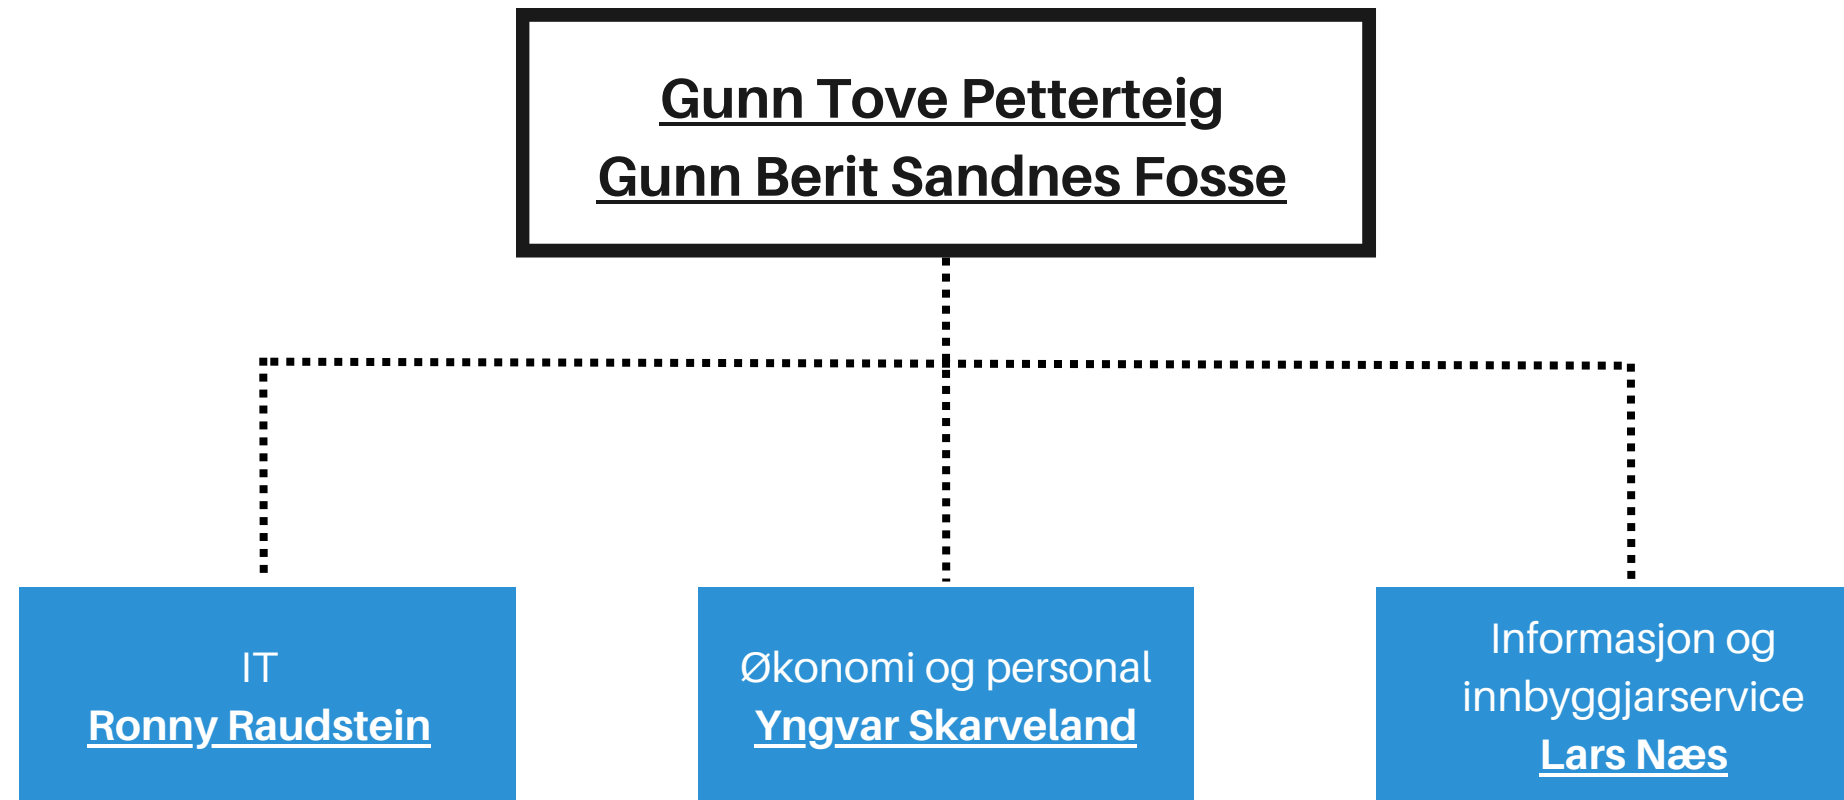 Gunn Tove Petterteig
Gunn Berit Sandnes Fosse
IT
Ronny Raudstein
Økonomi og personal
Yngvar Skarveland
Informasjon og
innbyggjarservice
Lars Næs